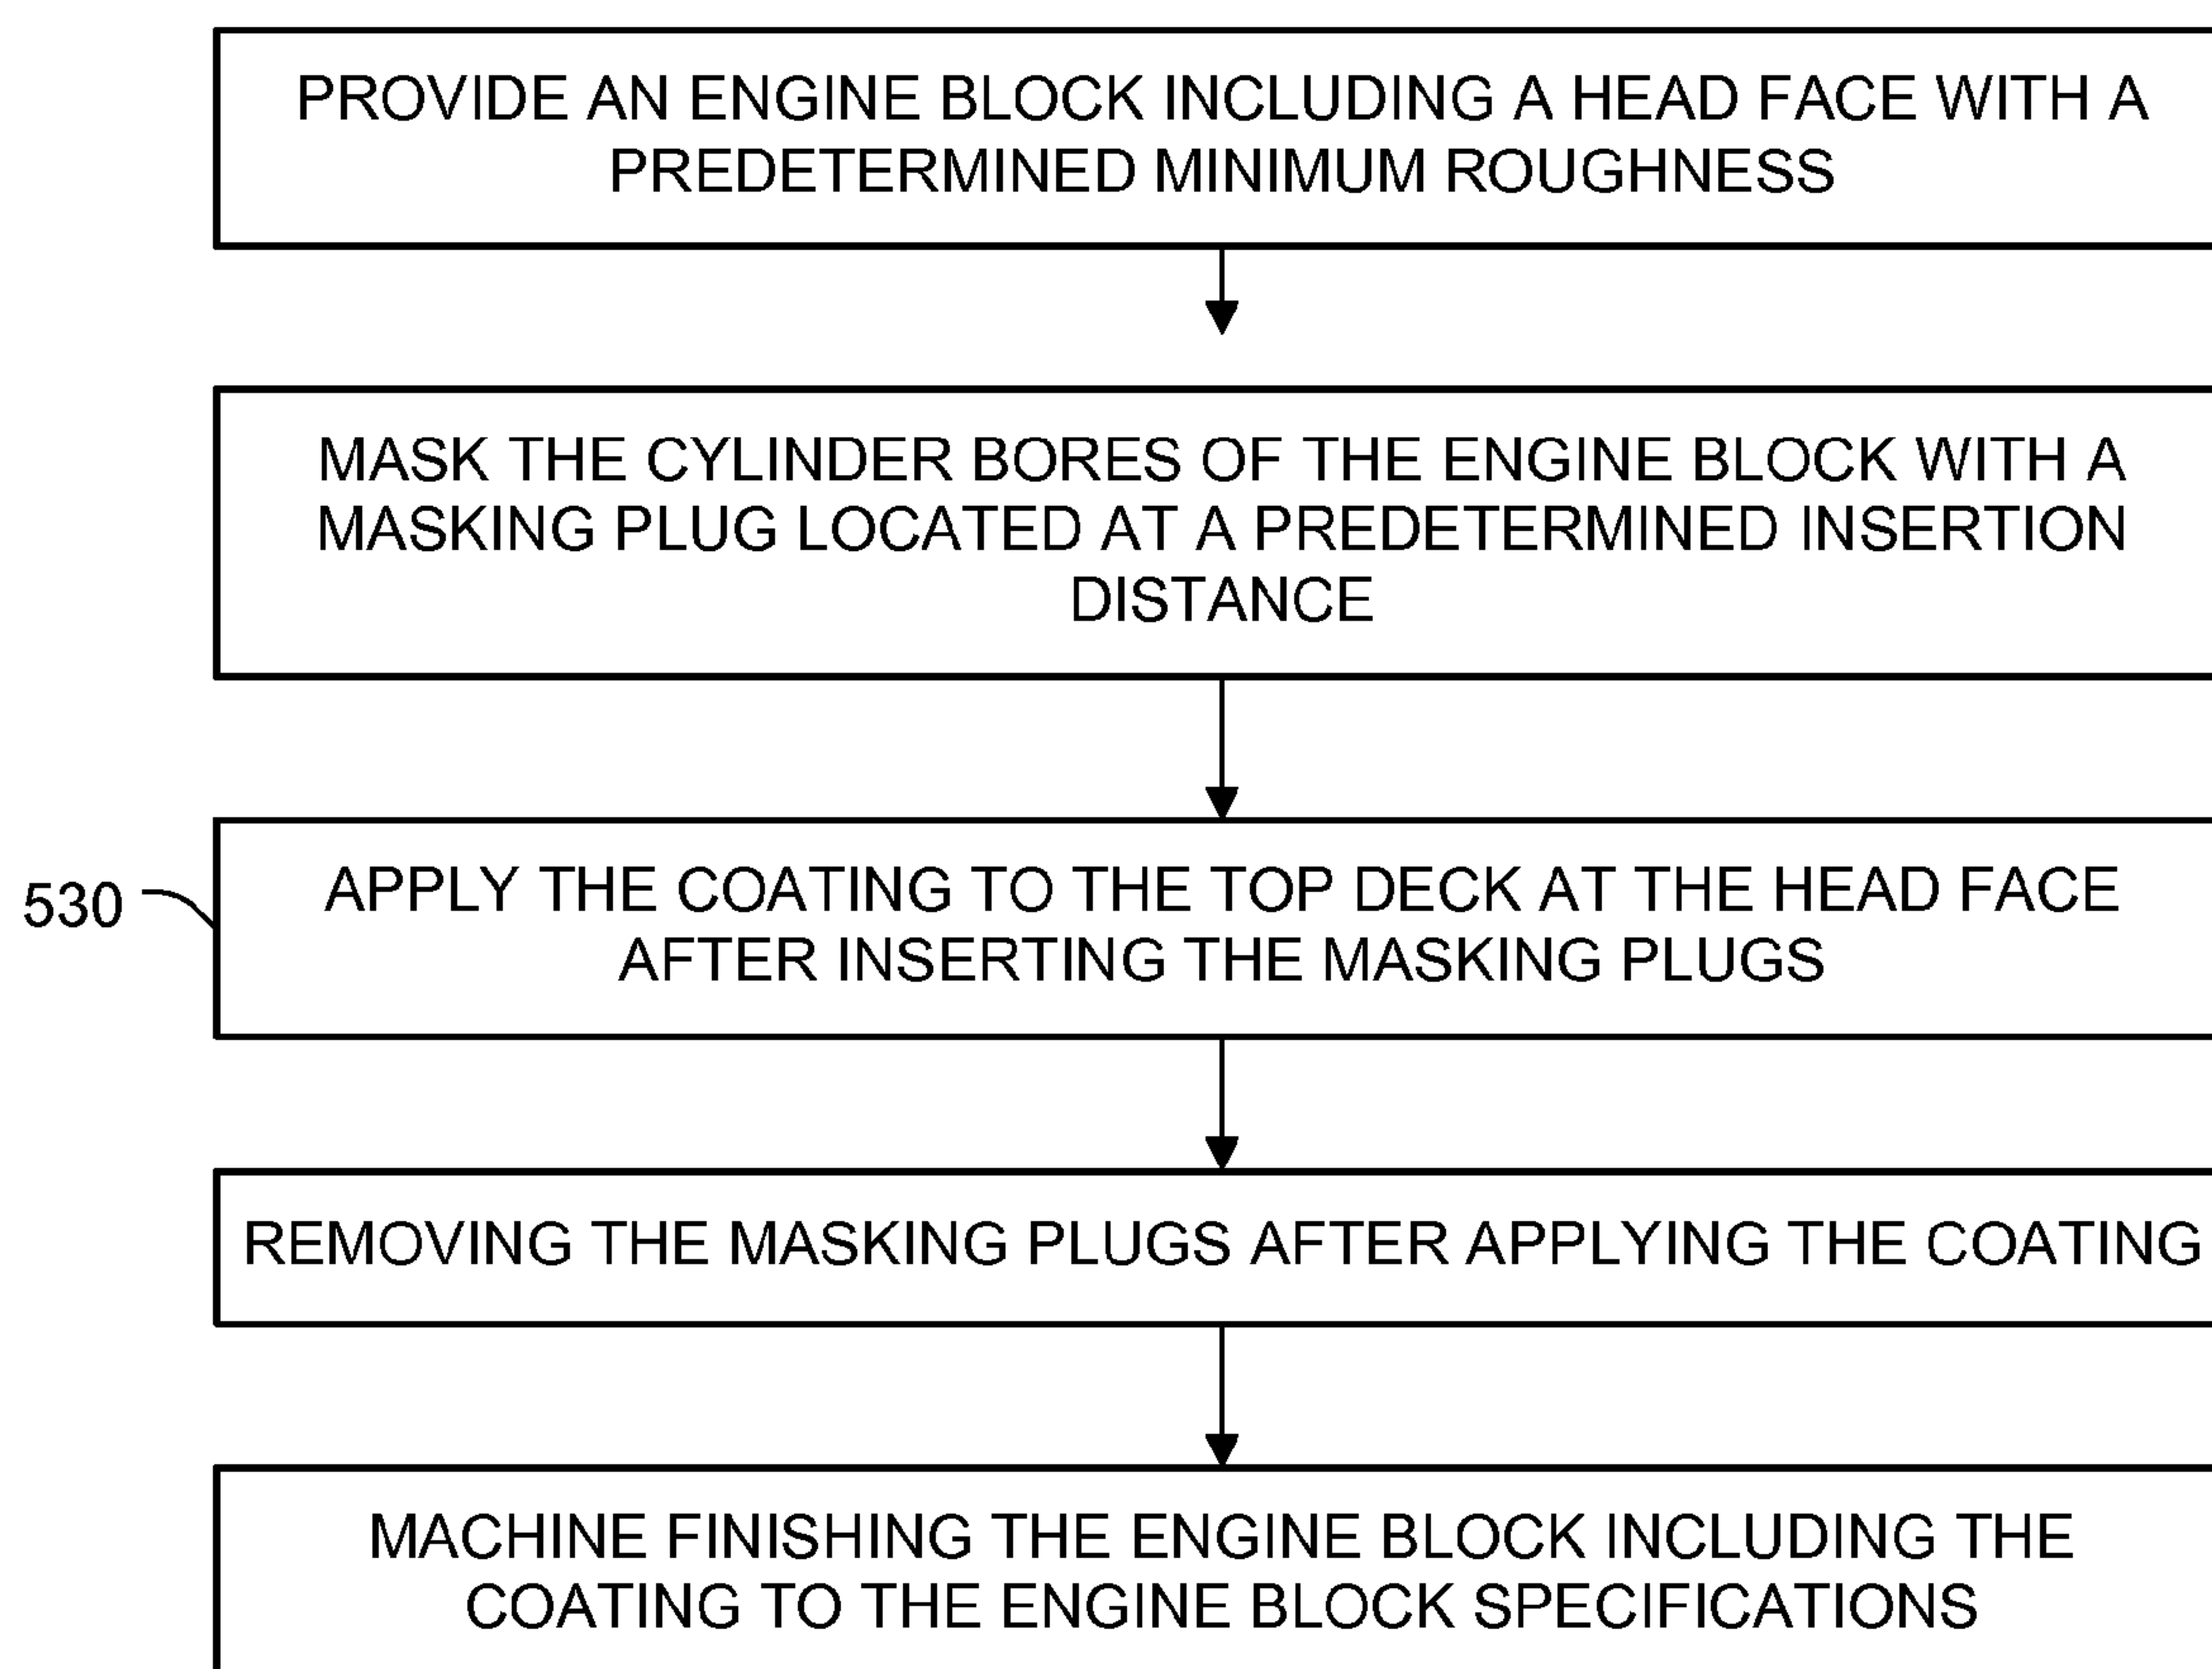 PROVIDE AN ENGINE BLOCK INCLUDING A HEAD FACE WITH A
PREDETERMINED MINIMUM ROUGHNESS
MASK THE CYLINDER BORES OF THE ENGINE BLOCK WITH A
MASKING PLUG LOCATED AT A PREDETERMINED INSERTION
DISTANCE
530
APPLY THE COATING TO THE TOP DECK AT THE HEAD FACE
AFTER INSERTING THE MASKING PLUGS
REMOVING THE MASKING PLUGS AFTER APPLYING THE COATING
MACHINE FINISHING THE ENGINE BLOCK INCLUDING THE
COATING TO THE ENGINE BLOCK SPECIFICATIONS